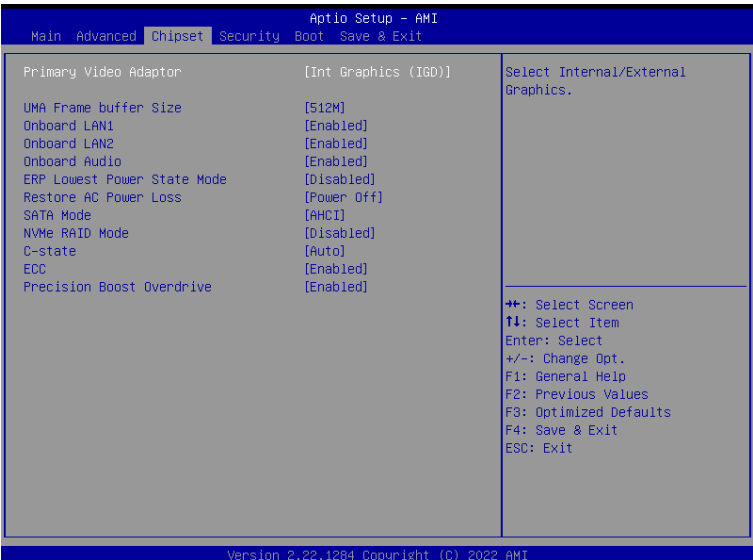 Aptio Setup – AMI
Main Advanced Chipset Security Boot Save & Exit
Primary Video Adaptor [Int Graphics (IGD)]
UMA Frame buffer Size [512M]
Onboard LAN1 [Enabled]
Onboard LAN2 [Enabled]
Onboard Audio [Enabled]
ERP Lowest Power State Mode [Disabled]
Restore AC Power Loss [Power Off]
SATA Mode [AHCI]
NVMe RAID Mode [Disabled]
C-state [Auto]
ECC [Enabled]
Precision Boost Overdrive [Enabled]
Select Internal/External
Graphics.
→←: Select Screen
↑↓: Select Item
Enter: Select
+/-: Change Opt.
F1: General Help
F2: Previous Values
F3: Optimized Defaults
F4: Save & Exit
ESC: Exit
Version 2.22.1284 Copyright (C) 2022 AMI